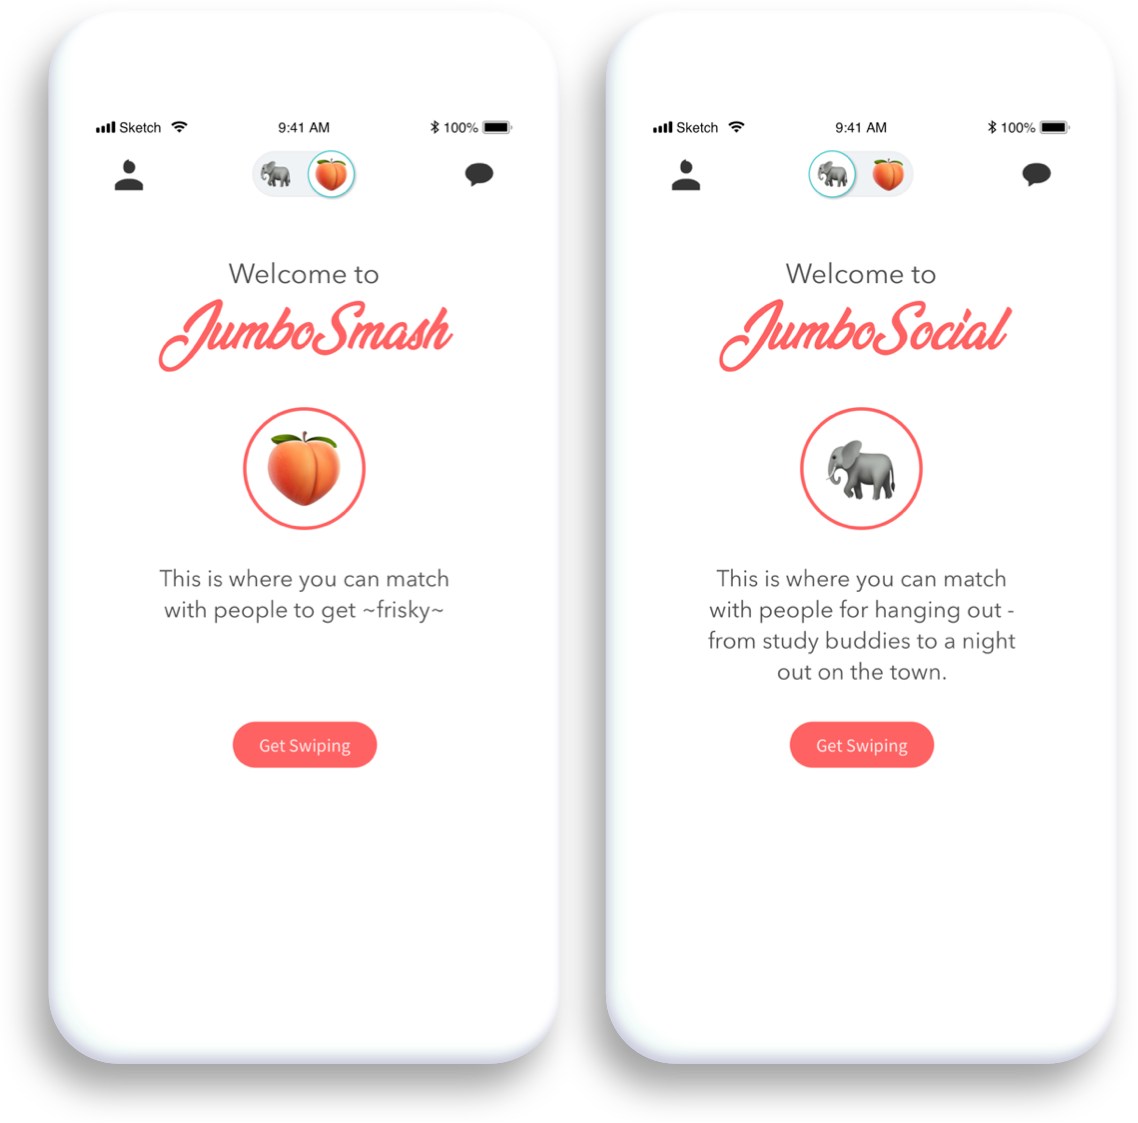 Sketch 9:41 AM 100%
Welcome to
JumboSmash
This is where you can match
with people to get ~frisky~
Get Swiping
Sketch 9:41 AM 100%
Welcome to
JumboSocial
This is where you can match
with people for hanging out -
from study buddies to a night
out on the town.
Get Swiping